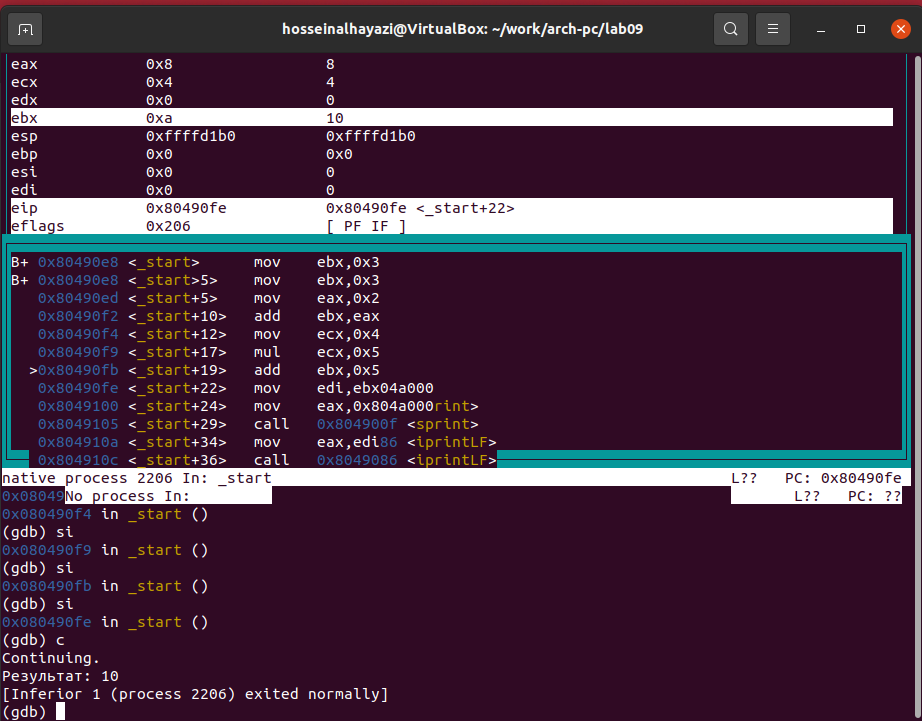 hosseinalhayazi@VirtualBox: ~/work/arch-pc/lab09
eax 0x8 8
ecx 0x4 4
edx 0x0 0
ebx 0xa 10
esp 0xffffd1b0 0xffffd1b0
ebp 0x0 0x0
esi 0x0 0
edi 0x0 0
eip 0x80490fe 0x80490fe <_start+22>
eflags 0x206 [ PF IF ]
B+ 0x80490e8 <_start> mov ebx,0x3
B+ 0x80490e8 <_start>5> mov ebx,0x3
0x80490ed <_start+5> mov eax,0x2
0x80490f2 <_start+10> add ebx,eax
0x80490f4 <_start+12> mov ecx,0x4
0x80490f9 <_start+17> mul ecx,0x5
>0x80490fb <_start+19> add ebx,0x5
0x80490fe <_start+22> mov edi,ebx04a000
0x8049100 <_start+24> mov eax,0x804a000rint>
0x8049105 <_start+29> call 0x804900f <sprint>
0x804910a <_start+34> mov eax,edi86 <iprintLF>
0x804910c <_start+36> call 0x8049086 <iprintLF>
native process 2206 In: _start L?? PC: 0x80490fe
0x08049No process In: L?? PC: ??
0x080490f4 in _start ()
(gdb) si
0x080490f9 in _start ()
(gdb) si
0x080490fb in _start ()
(gdb) si
0x080490fe in _start ()
(gdb) c
Continuing.
Результат: 10
[Inferior 1 (process 2206) exited normally]
(gdb)